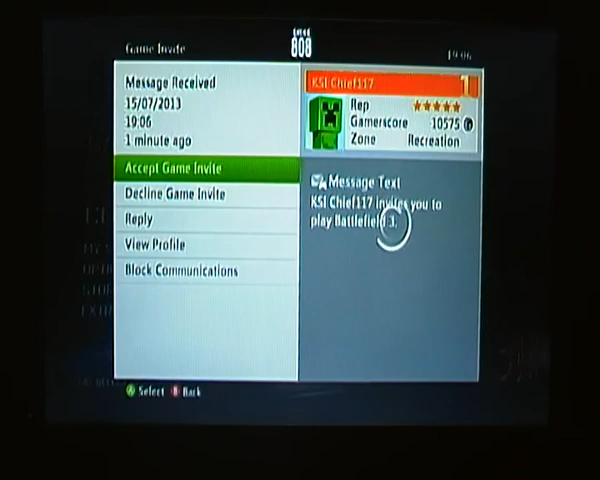 Game Invite
808
19:06
Message Received
15/07/2013
19:06
1 minute ago
Accept Game Invite
Decline Game Invite
Reply
View Profile
Block Communications
Select Back
KSI Chief117
1
Rep
Gamerscore 10575 G
Zone Recreation
Message Text
KSI Chief117 invites you to
play Battlefield 3.